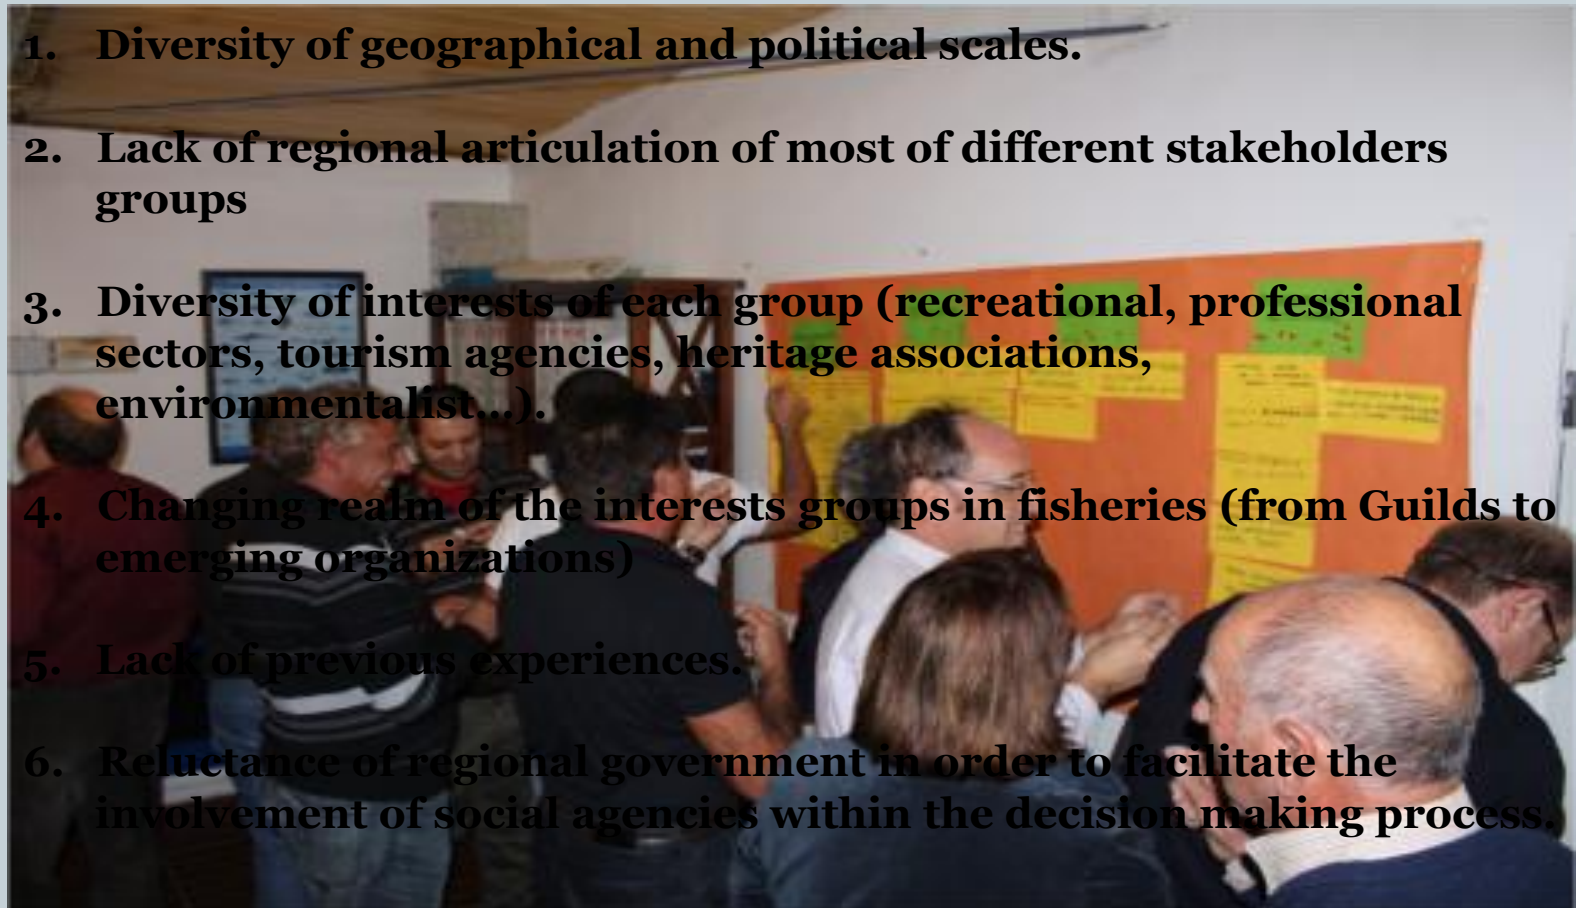 1. Diversity of geographical and political scales.
2. Lack of regional articulation of most of different stakeholders
groups
3. Diversity of interests of each group (recreational, professional
sectors, tourism agencies, heritage associations,
environmentalist...).
4. Changing realm of the interests groups in fisheries (from Guilds to
emerging organizations)
5. Lack of previous experiences.
6. Reluctance of regional government in order to facilitate the
involvement of social agencies within the decision making process.